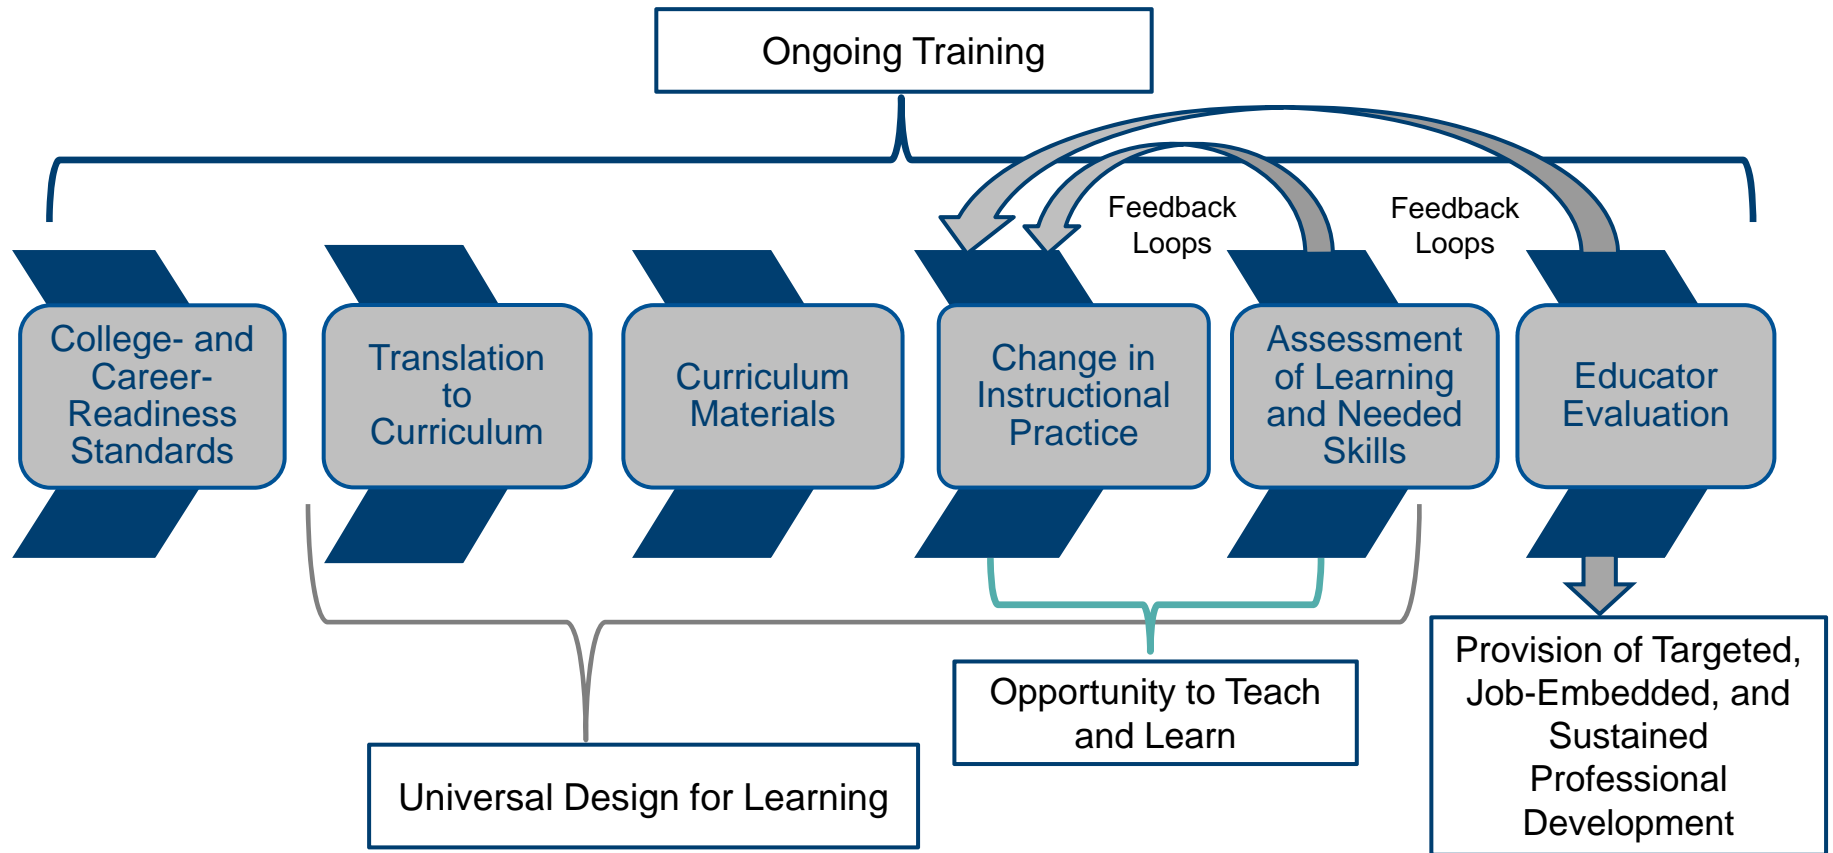 Ongoing Training
Feedback
Loops
Feedback
Loops
College- and
Career-
Readiness
Standards
Translation
to
Curriculum
Curriculum
Materials
Change in
Instructional
Practice
Assessment
of Learning
and Needed
Skills
Educator
Evaluation
Universal Design for Learning
Opportunity to Teach
and Learn
Provision of Targeted,
Job-Embedded, and
Sustained
Professional
Development